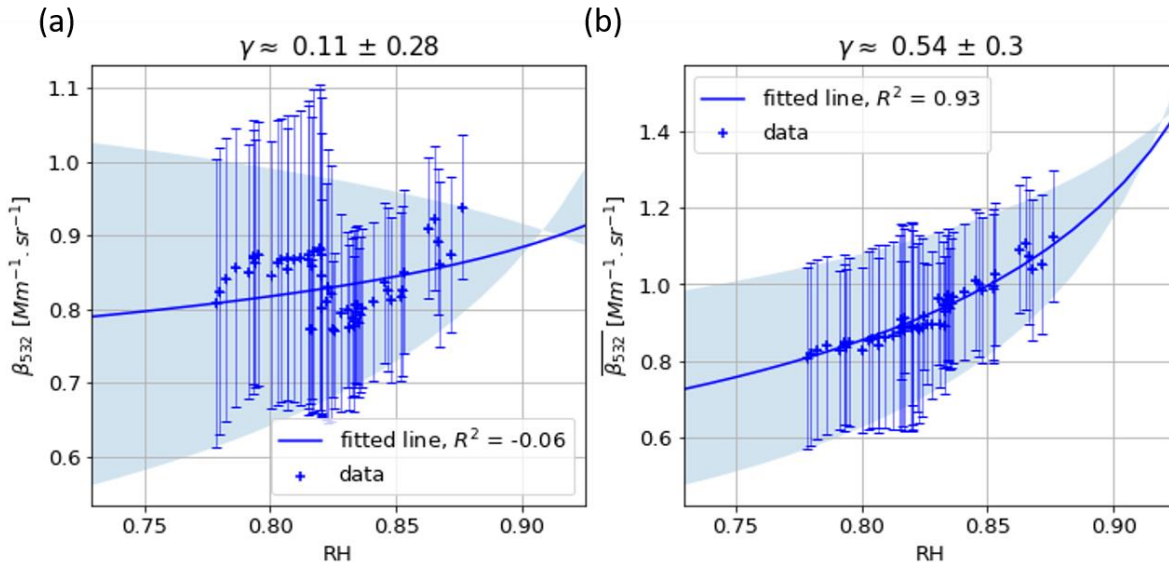 (a)
γ ≈ 0.11 ± 0.28
β532 [Mm⁻¹.sr⁻¹]
1.1
1.0
0.9
0.8
0.7
0.6
fitted line, R² = -0.06
data
0.75 0.80 0.85 0.90
RH
(b)
γ ≈ 0.54 ± 0.3
fitted line, R² = 0.93
data
β̅532 [Mm⁻¹.sr⁻¹]
1.4
1.2
1.0
0.8
0.6
0.75 0.80 0.85 0.90
RH